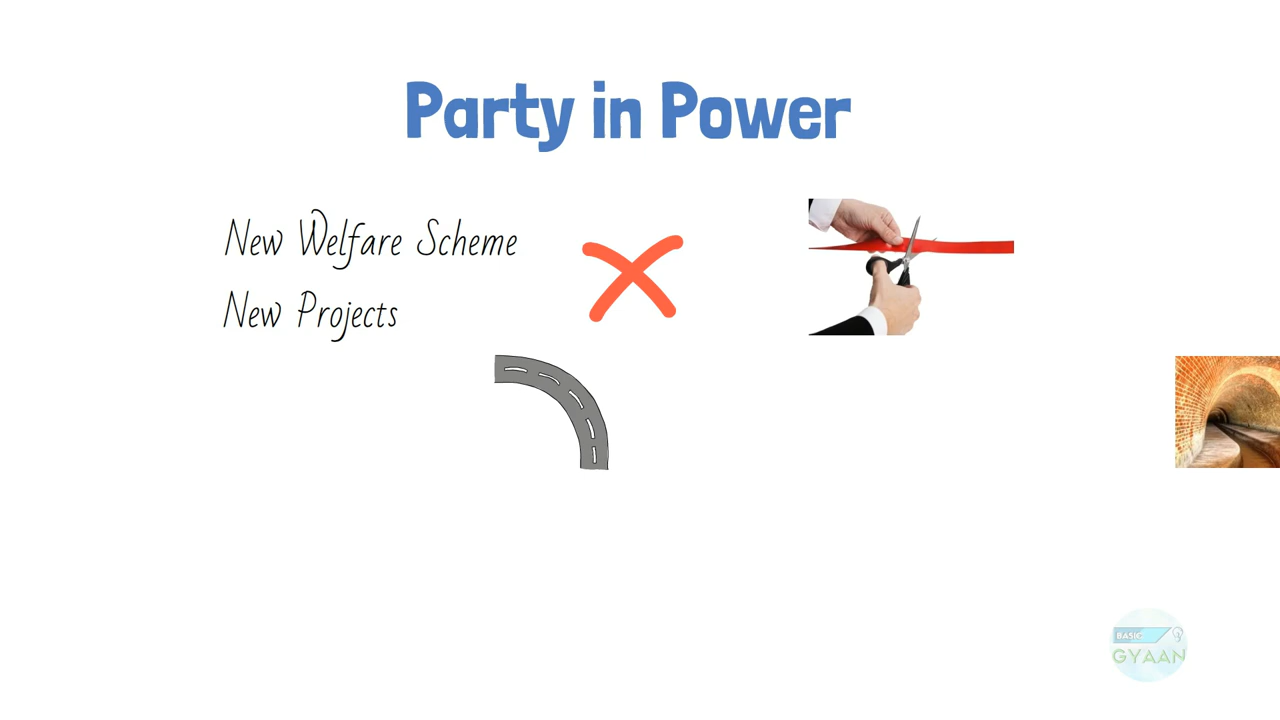 Party in Power
New Welfare Scheme
New Projects
BASIC
GYAAN